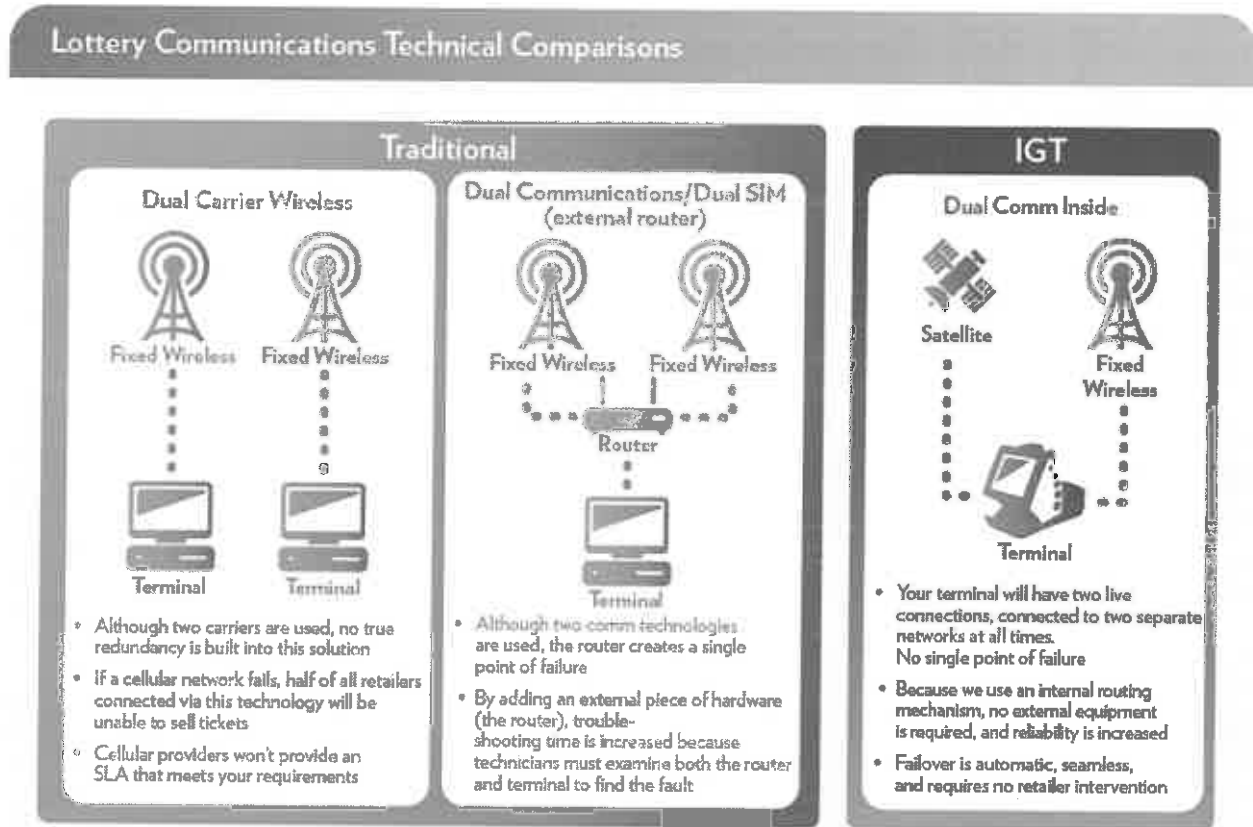 Lottery Communications Technical Comparisons
Traditional
Dual Carrier Wireless
Fixed Wireless
Fixed Wireless
Terminal
Terminal
• Although two carriers are used, no true
redundancy is built into this solution
• If a cellular network fails, half of all retailers
connected via this technology will be
unable to sell tickets
• Cellular providers won't provide an
SLA that meets your requirements
Dual Communications/Dual SIM
(external router)
Fixed Wireless
Fixed Wireless
Router
Terminal
• Although two comm technologies
are used, the router creates a single
point of failure
• By adding an external piece of hardware
(the router), trouble-
shooting time is increased because
technicians must examine both the router
and terminal to find the fault
IGT
Dual Comm Inside
Satellite
Fixed
Wireless
Terminal
• Your terminal will have two live
connections, connected to two separate
networks at all times.
No single point of failure
• Because we use an internal routing
mechanism, no external equipment
is required, and reliability is increased
• Failover is automatic, seamless,
and requires no retailer intervention